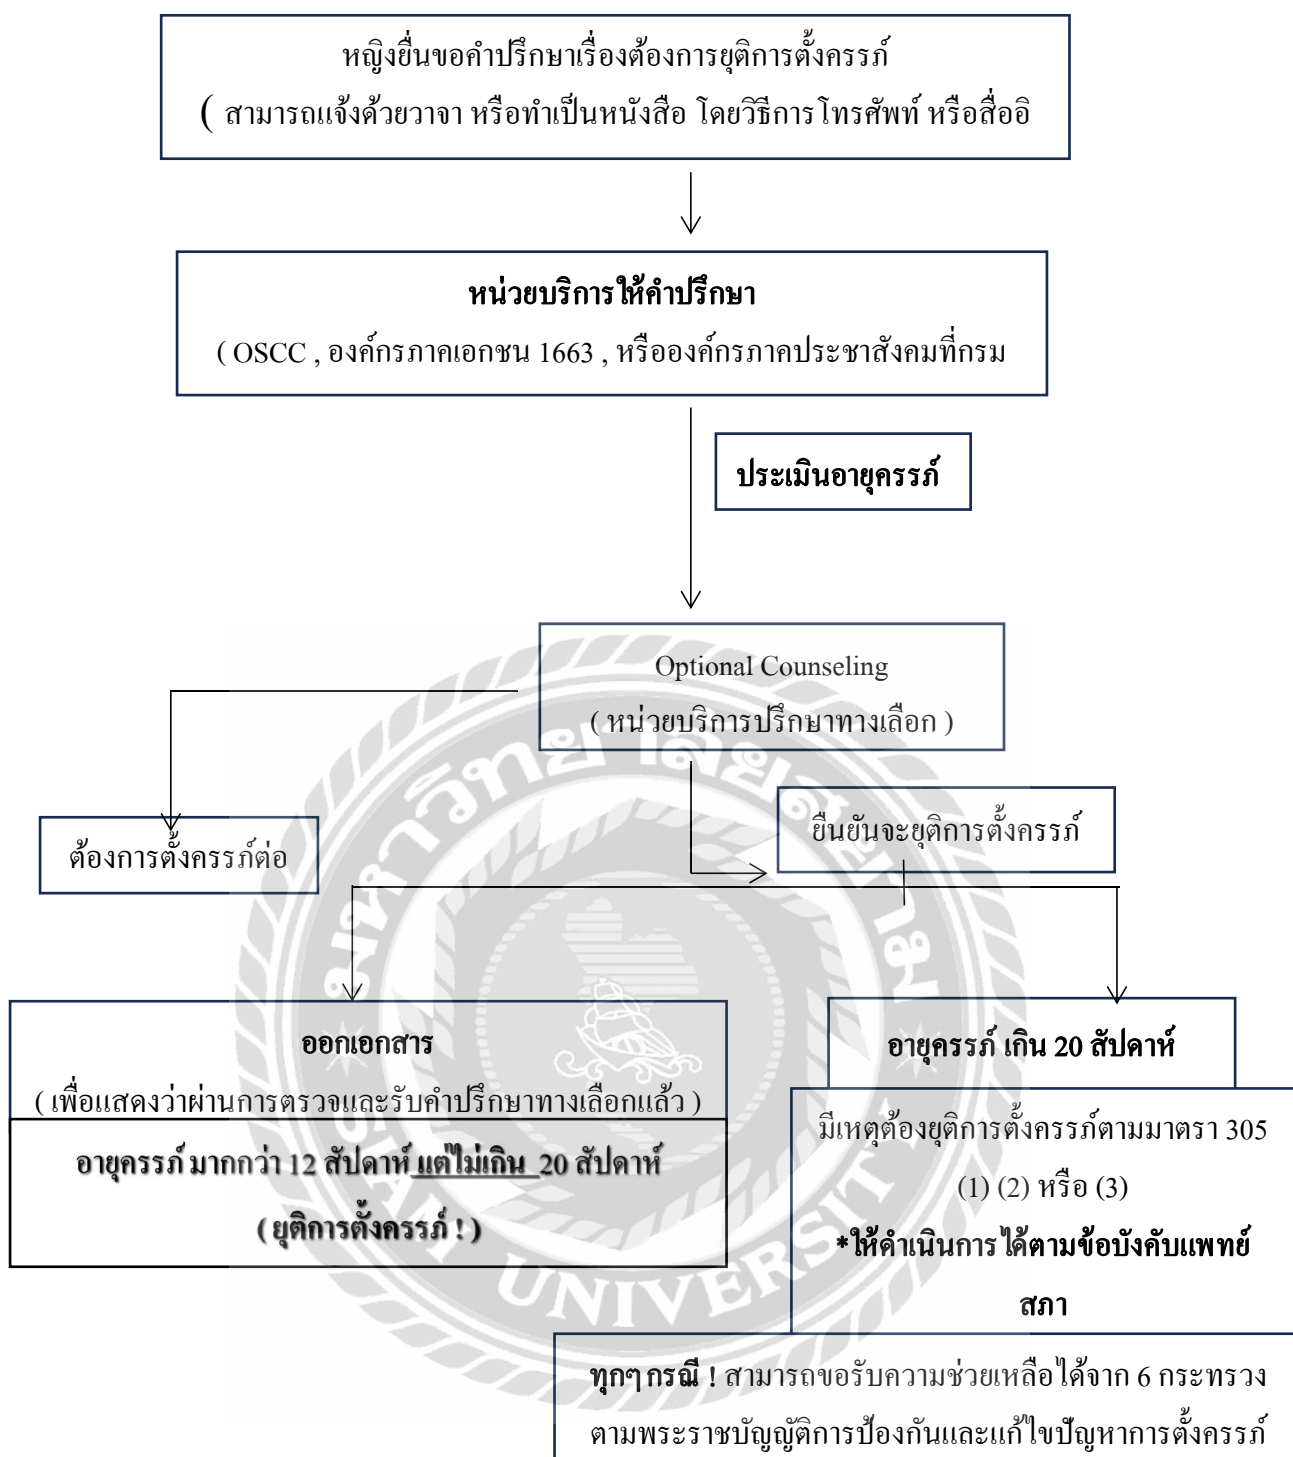 หญิงยื่นขอคำปรึกษาเรื่องต้องการยุติการตั้งครรภ์
( สามารถแจ้งด้วยวาจา หรือทำเป็นหนังสือ โดยวิธีการโทรศัพท์ หรือสื่ออิ
หน่วยบริการให้คำปรึกษา
( OSCC , องค์กรภาคเอกชน 1663 , หรือองค์กรภาคประชาสังคมที่กรม
ประเมินอายุครรภ์
Optional Counseling
( หน่วยบริการปรึกษาทางเลือก )
ยืนยันจะยุติการตั้งครรภ์
ต้องการตั้งครรภ์ต่อ
ออกเอกสาร
( เพื่อแสดงว่าผ่านการตรวจและรับคำปรึกษาทางเลือกแล้ว )
อายุครรภ์ มากกว่า 12 สัปดาห์ แต่ไม่เกิน 20 สัปดาห์
( ยุติการตั้งครรภ์ ! )
อายุครรภ์ เกิน 20 สัปดาห์
มีเหตุต้องยุติการตั้งครรภ์ตามมาตรา 305
(1) (2) หรือ (3)
*ให้ดำเนินการได้ตามข้อบังคับแพทย์
สภา
ทุกๆ กรณี ! สามารถขอรับความช่วยเหลือได้จาก 6 กระทรวง
ตามพระราชบัญญัติการป้องกันและแก้ไขปัญหาการตั้งครรภ์
มหาวิทยาลัยสยาม
SIAM UNIVERSITY